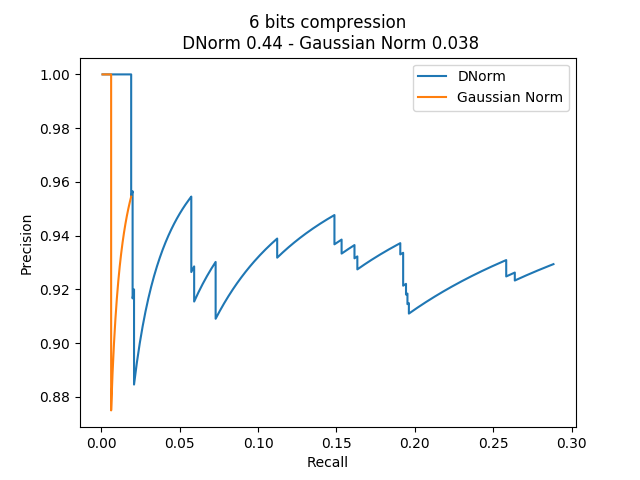 6 bits compression
DNorm 0.44 - Gaussian Norm 0.038
DNorm
Gaussian Norm
1.00
0.98
0.96
0.94
0.92
0.90
0.88
Precision
0.00 0.05 0.10 0.15 0.20 0.25 0.30
Recall